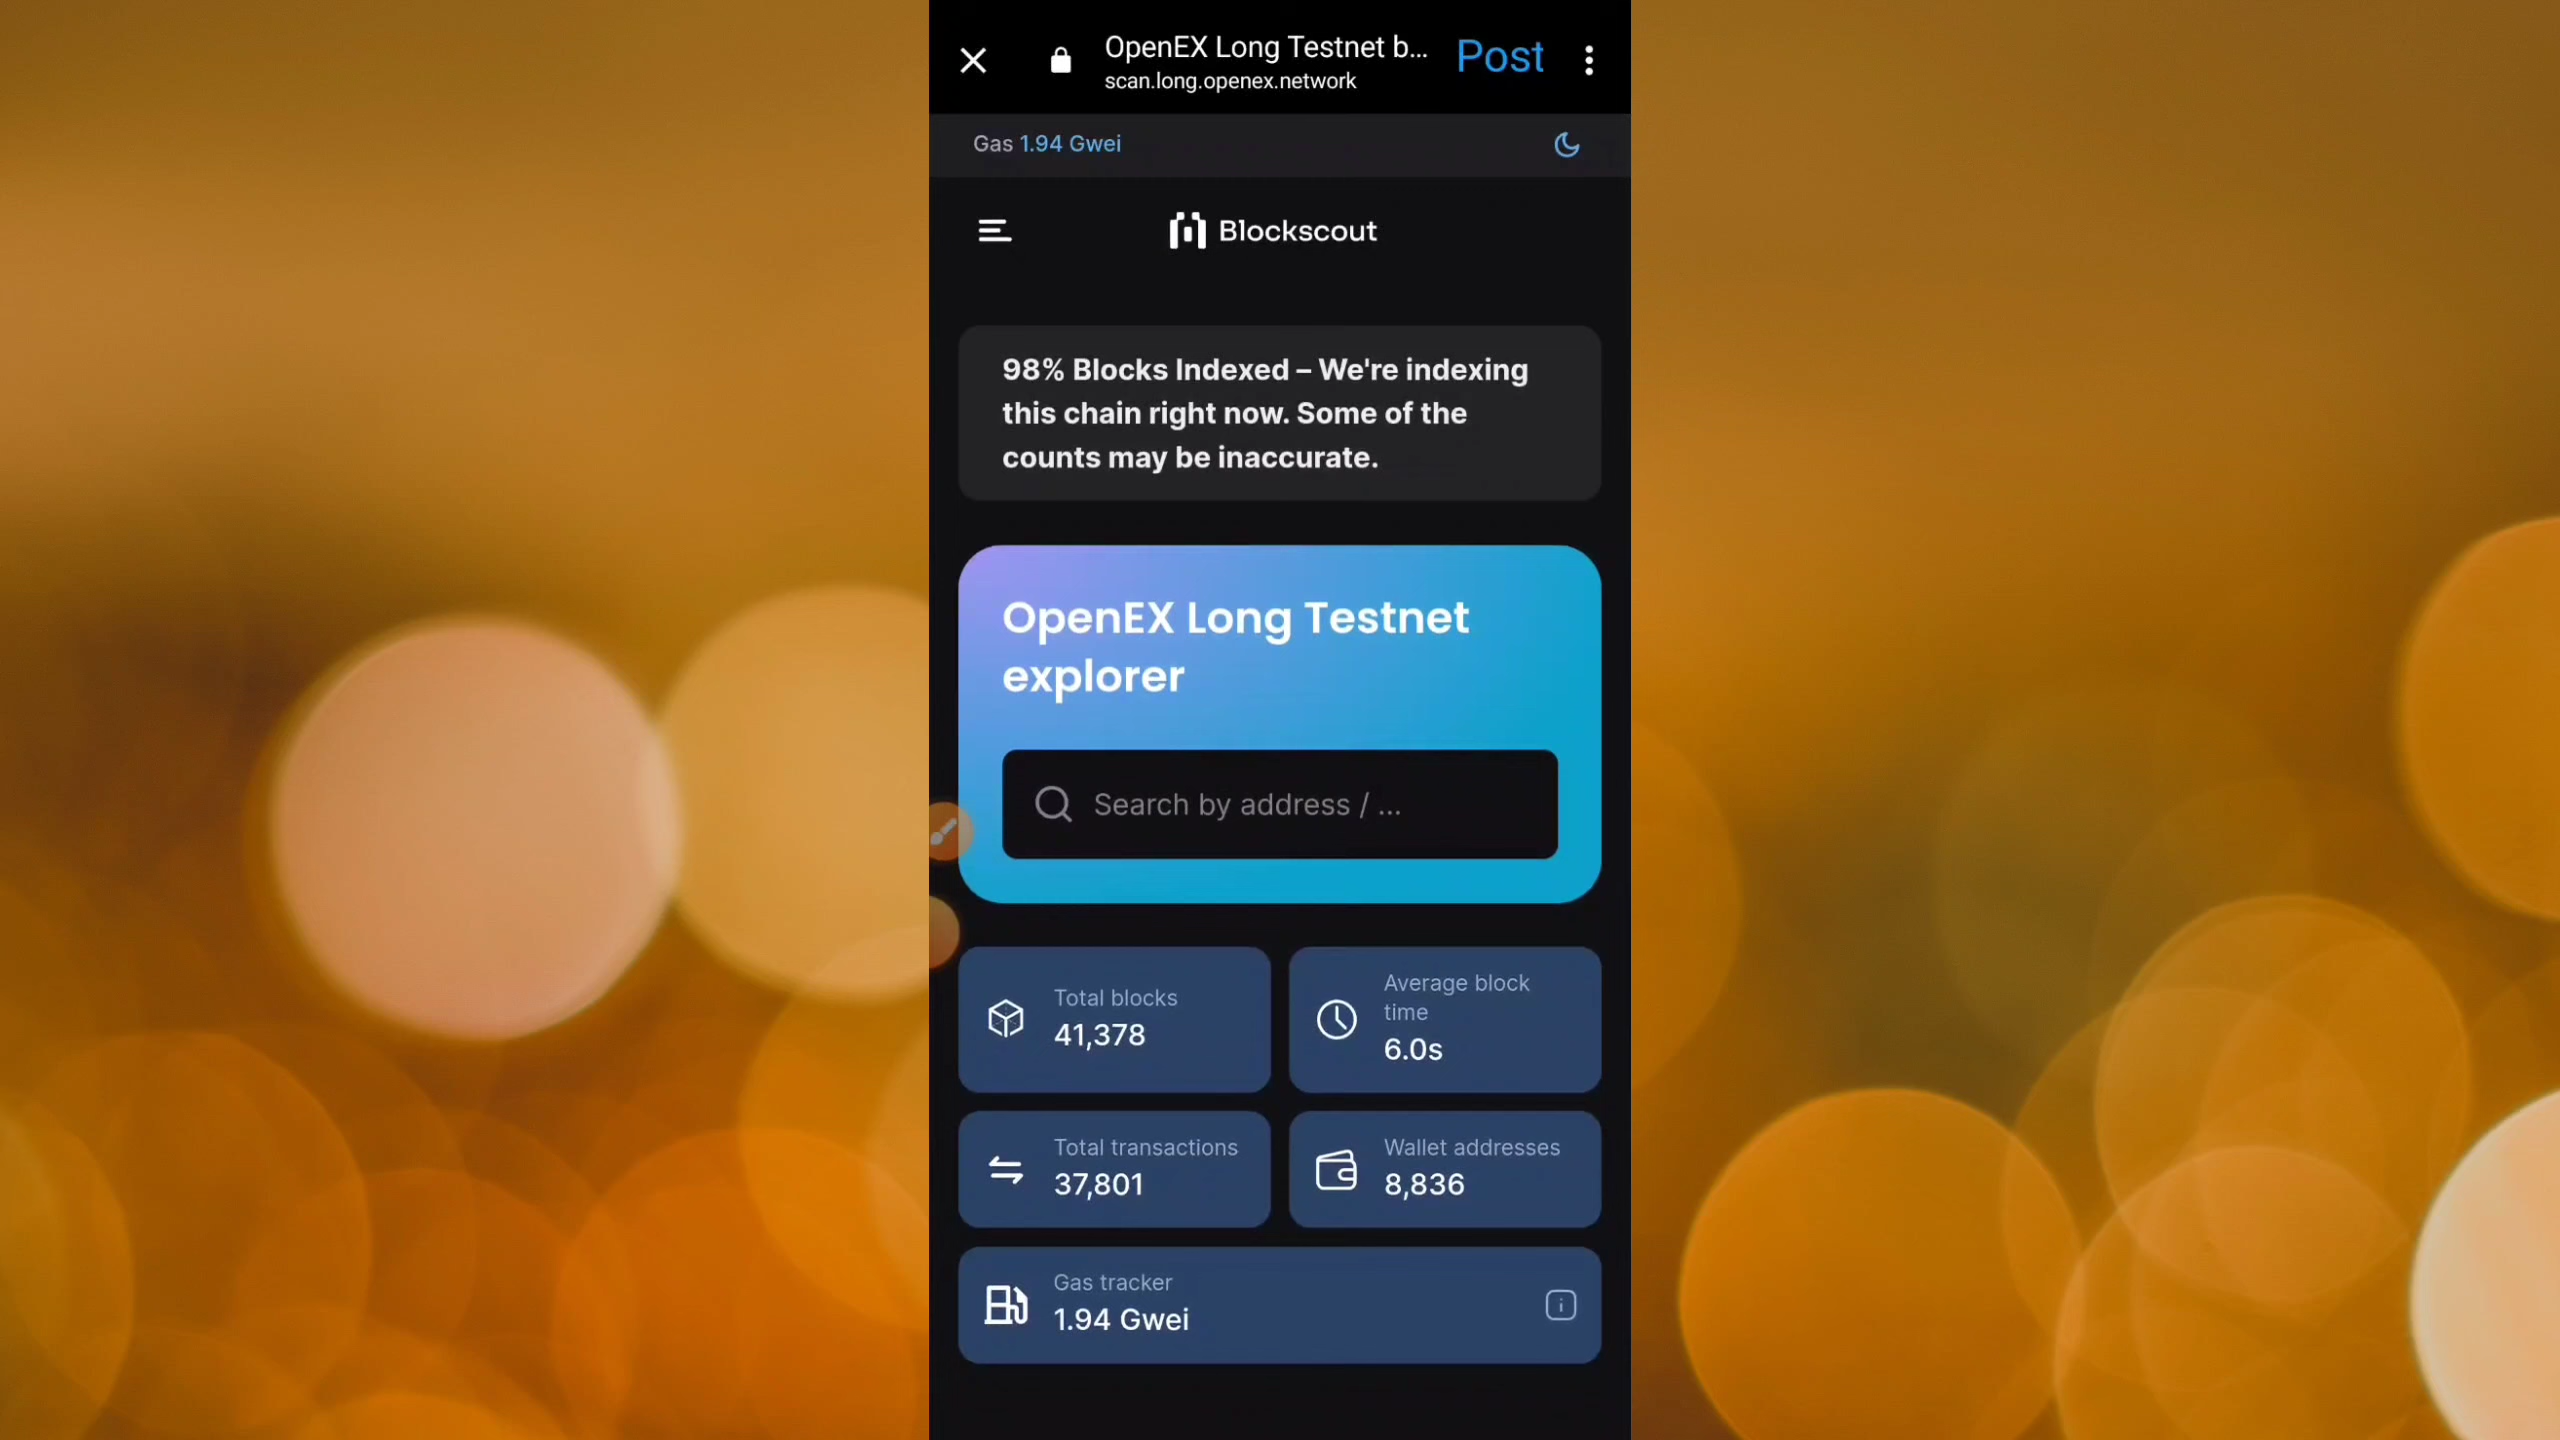 OpenEX Long Testnet b...
scan.long.openex.network
Post
Gas 1.94 Gwei
Blockscout
98% Blocks Indexed – We're indexing
this chain right now. Some of the
counts may be inaccurate.
OpenEX Long Testnet
explorer
Search by address / ...
Total blocks
41,378
Average block
time
6.0s
Total transactions
37,801
Wallet addresses
8,836
Gas tracker
1.94 Gwei